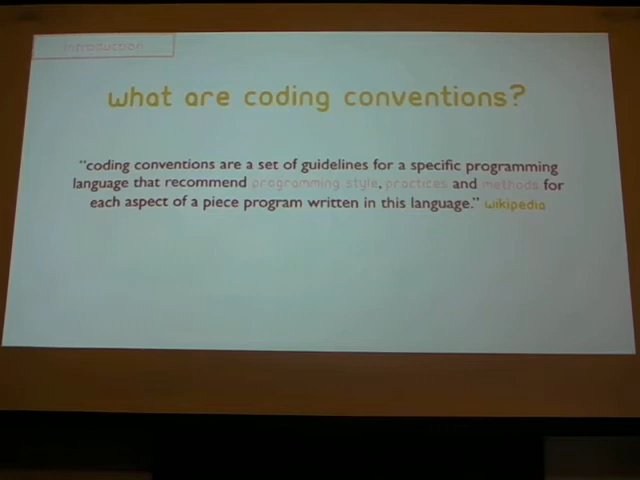 Introduction
what are coding conventions?
"coding conventions are a set of guidelines for a specific programming
language that recommend programming style, practices and methods for
each aspect of a piece program written in this language." wikipedia